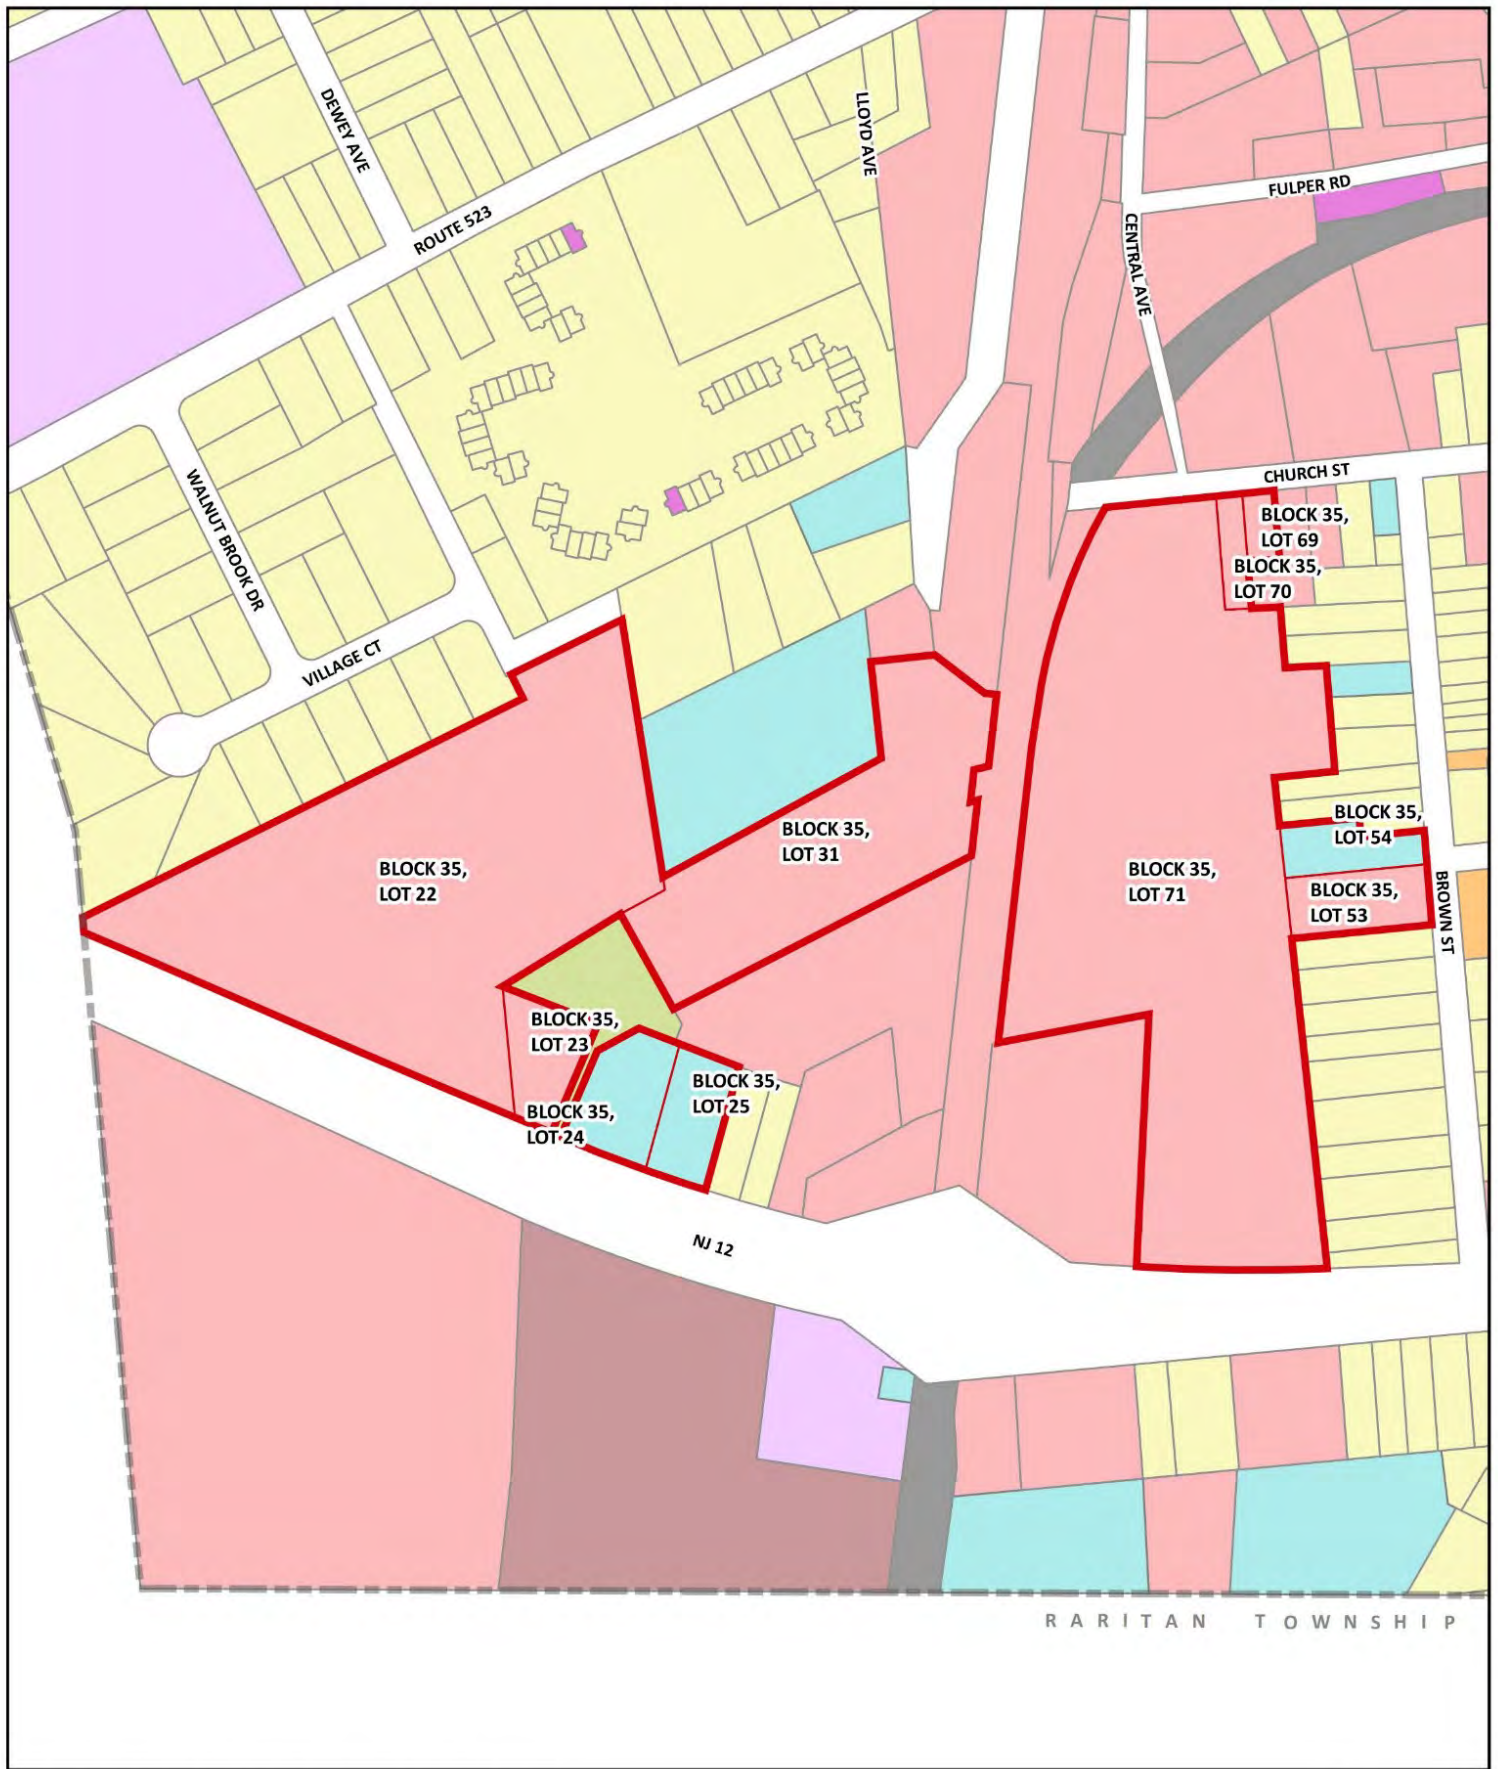 DEWEY AVE
LLOYD AVE
ROUTE 523
FULPER RD
CENTRAL AVE
CHURCH ST
WALNUT BROOK DR
BLOCK 35,
LOT 69
BLOCK 35,
LOT 70
VILLAGE CT
BLOCK 35,
LOT 54
BLOCK 35,
LOT 31
BLOCK 35,
LOT 22
BLOCK 35,
LOT 71
BLOCK 35,
LOT 53
BROWN ST
BLOCK 35,
LOT 23
BLOCK 35,
LOT 25
BLOCK 35,
LOT 24
NJ 12
RARITAN TOWNSHIP